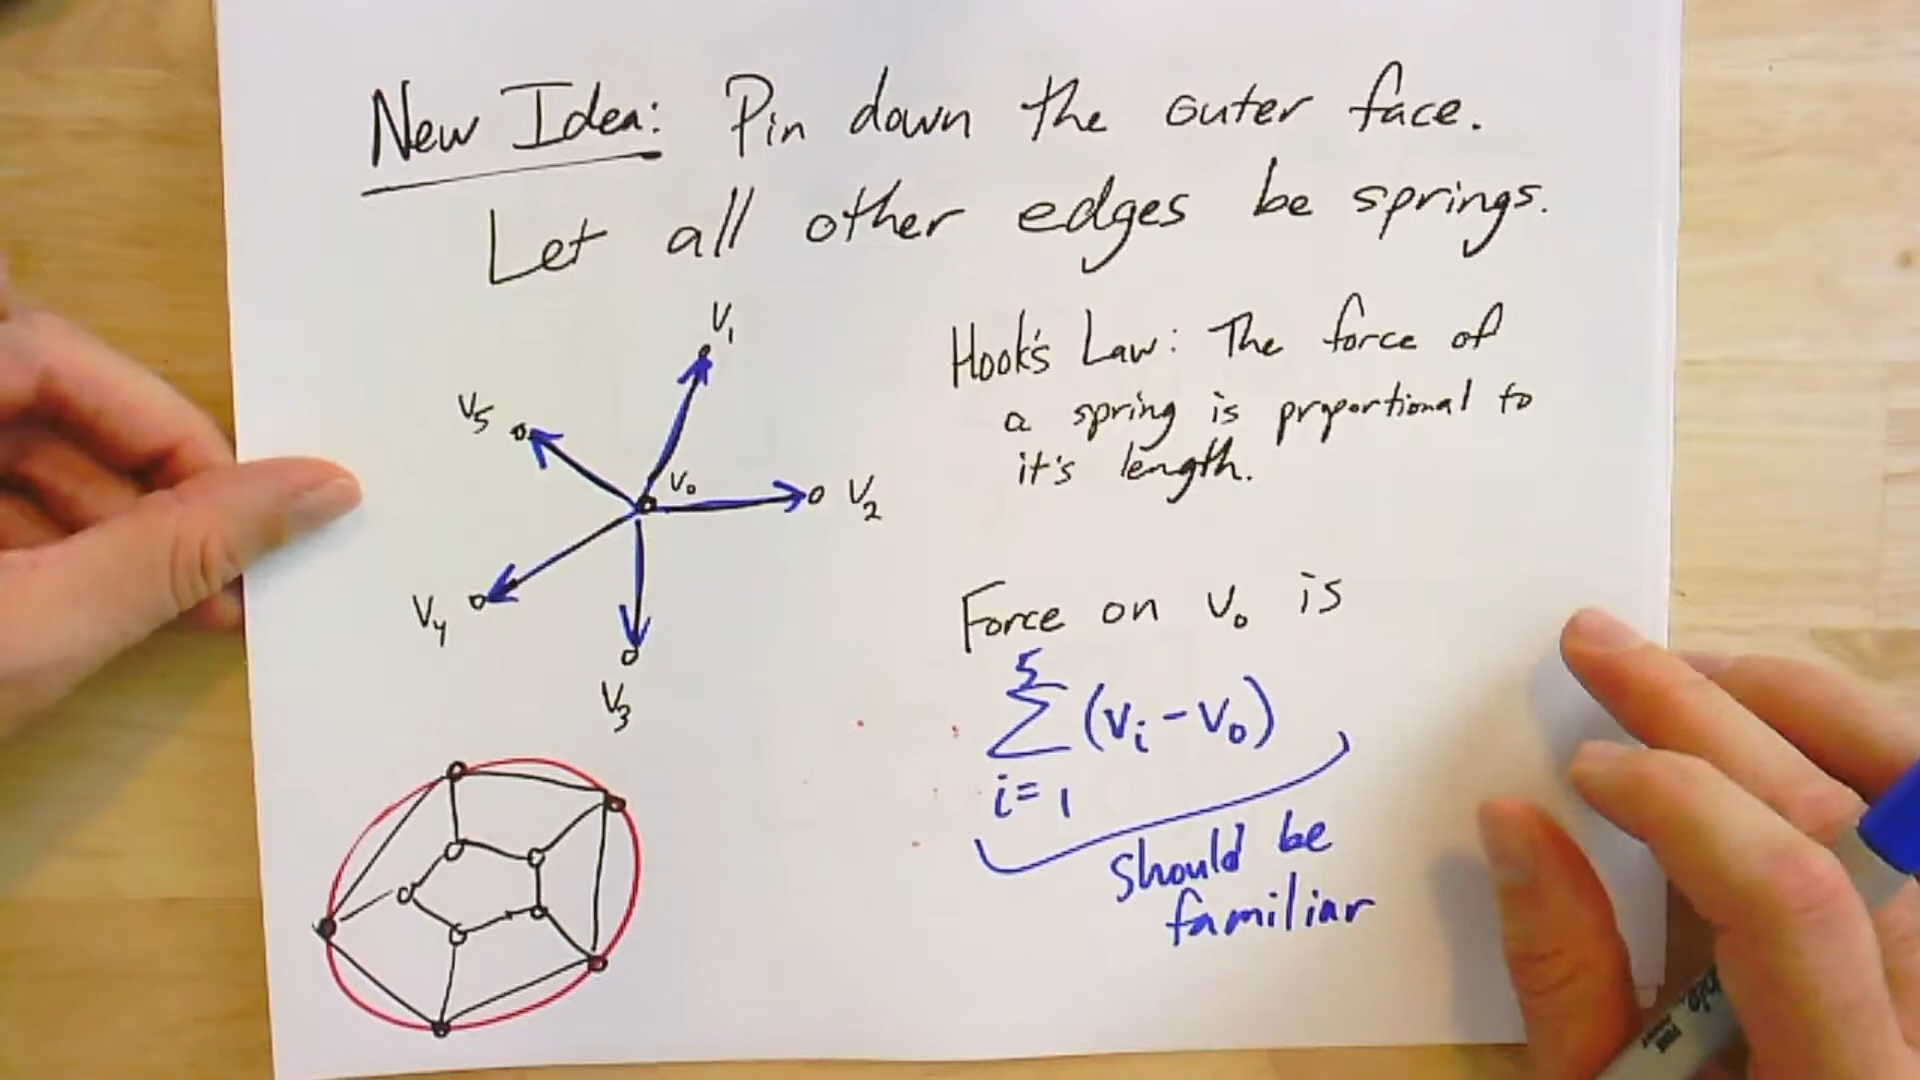 New Idea: Pin down the outer face.
Let all other edges be springs.
V₁
V₅
V₀
V₂
V₄
V₃
Hook's Law: The force of
a spring is prportional to
it's length.
Force on V₀ is
5
∑ (Vᵢ - V₀)
i = 1
should be
familiar